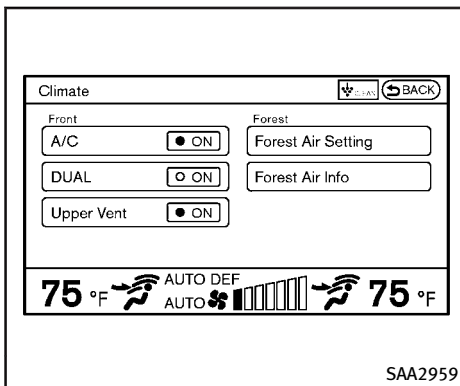 Climate
CLEAN
BACK
Front
A/C
ON
DUAL
ON
Upper Vent
ON
Forest
Forest Air Setting
Forest Air Info
75 °F
AUTO DEF
AUTO
75 °F
SAA2959